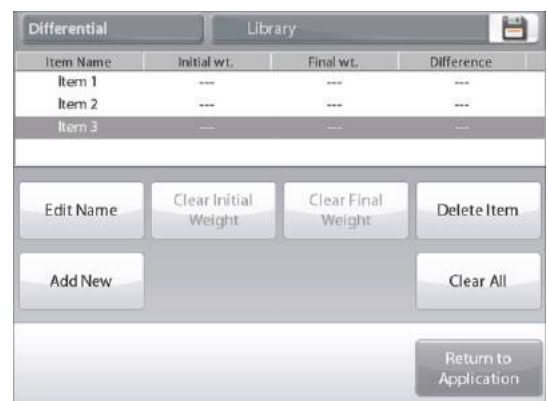 Differential Library
Item Name Initial wt. Final wt. Difference
Item 1 --- --- ---
Item 2 --- --- ---
Item 3 --- --- ---
Edit Name Clear Initial Weight Clear Final Weight Delete Item
Add New Clear All
Return to Application